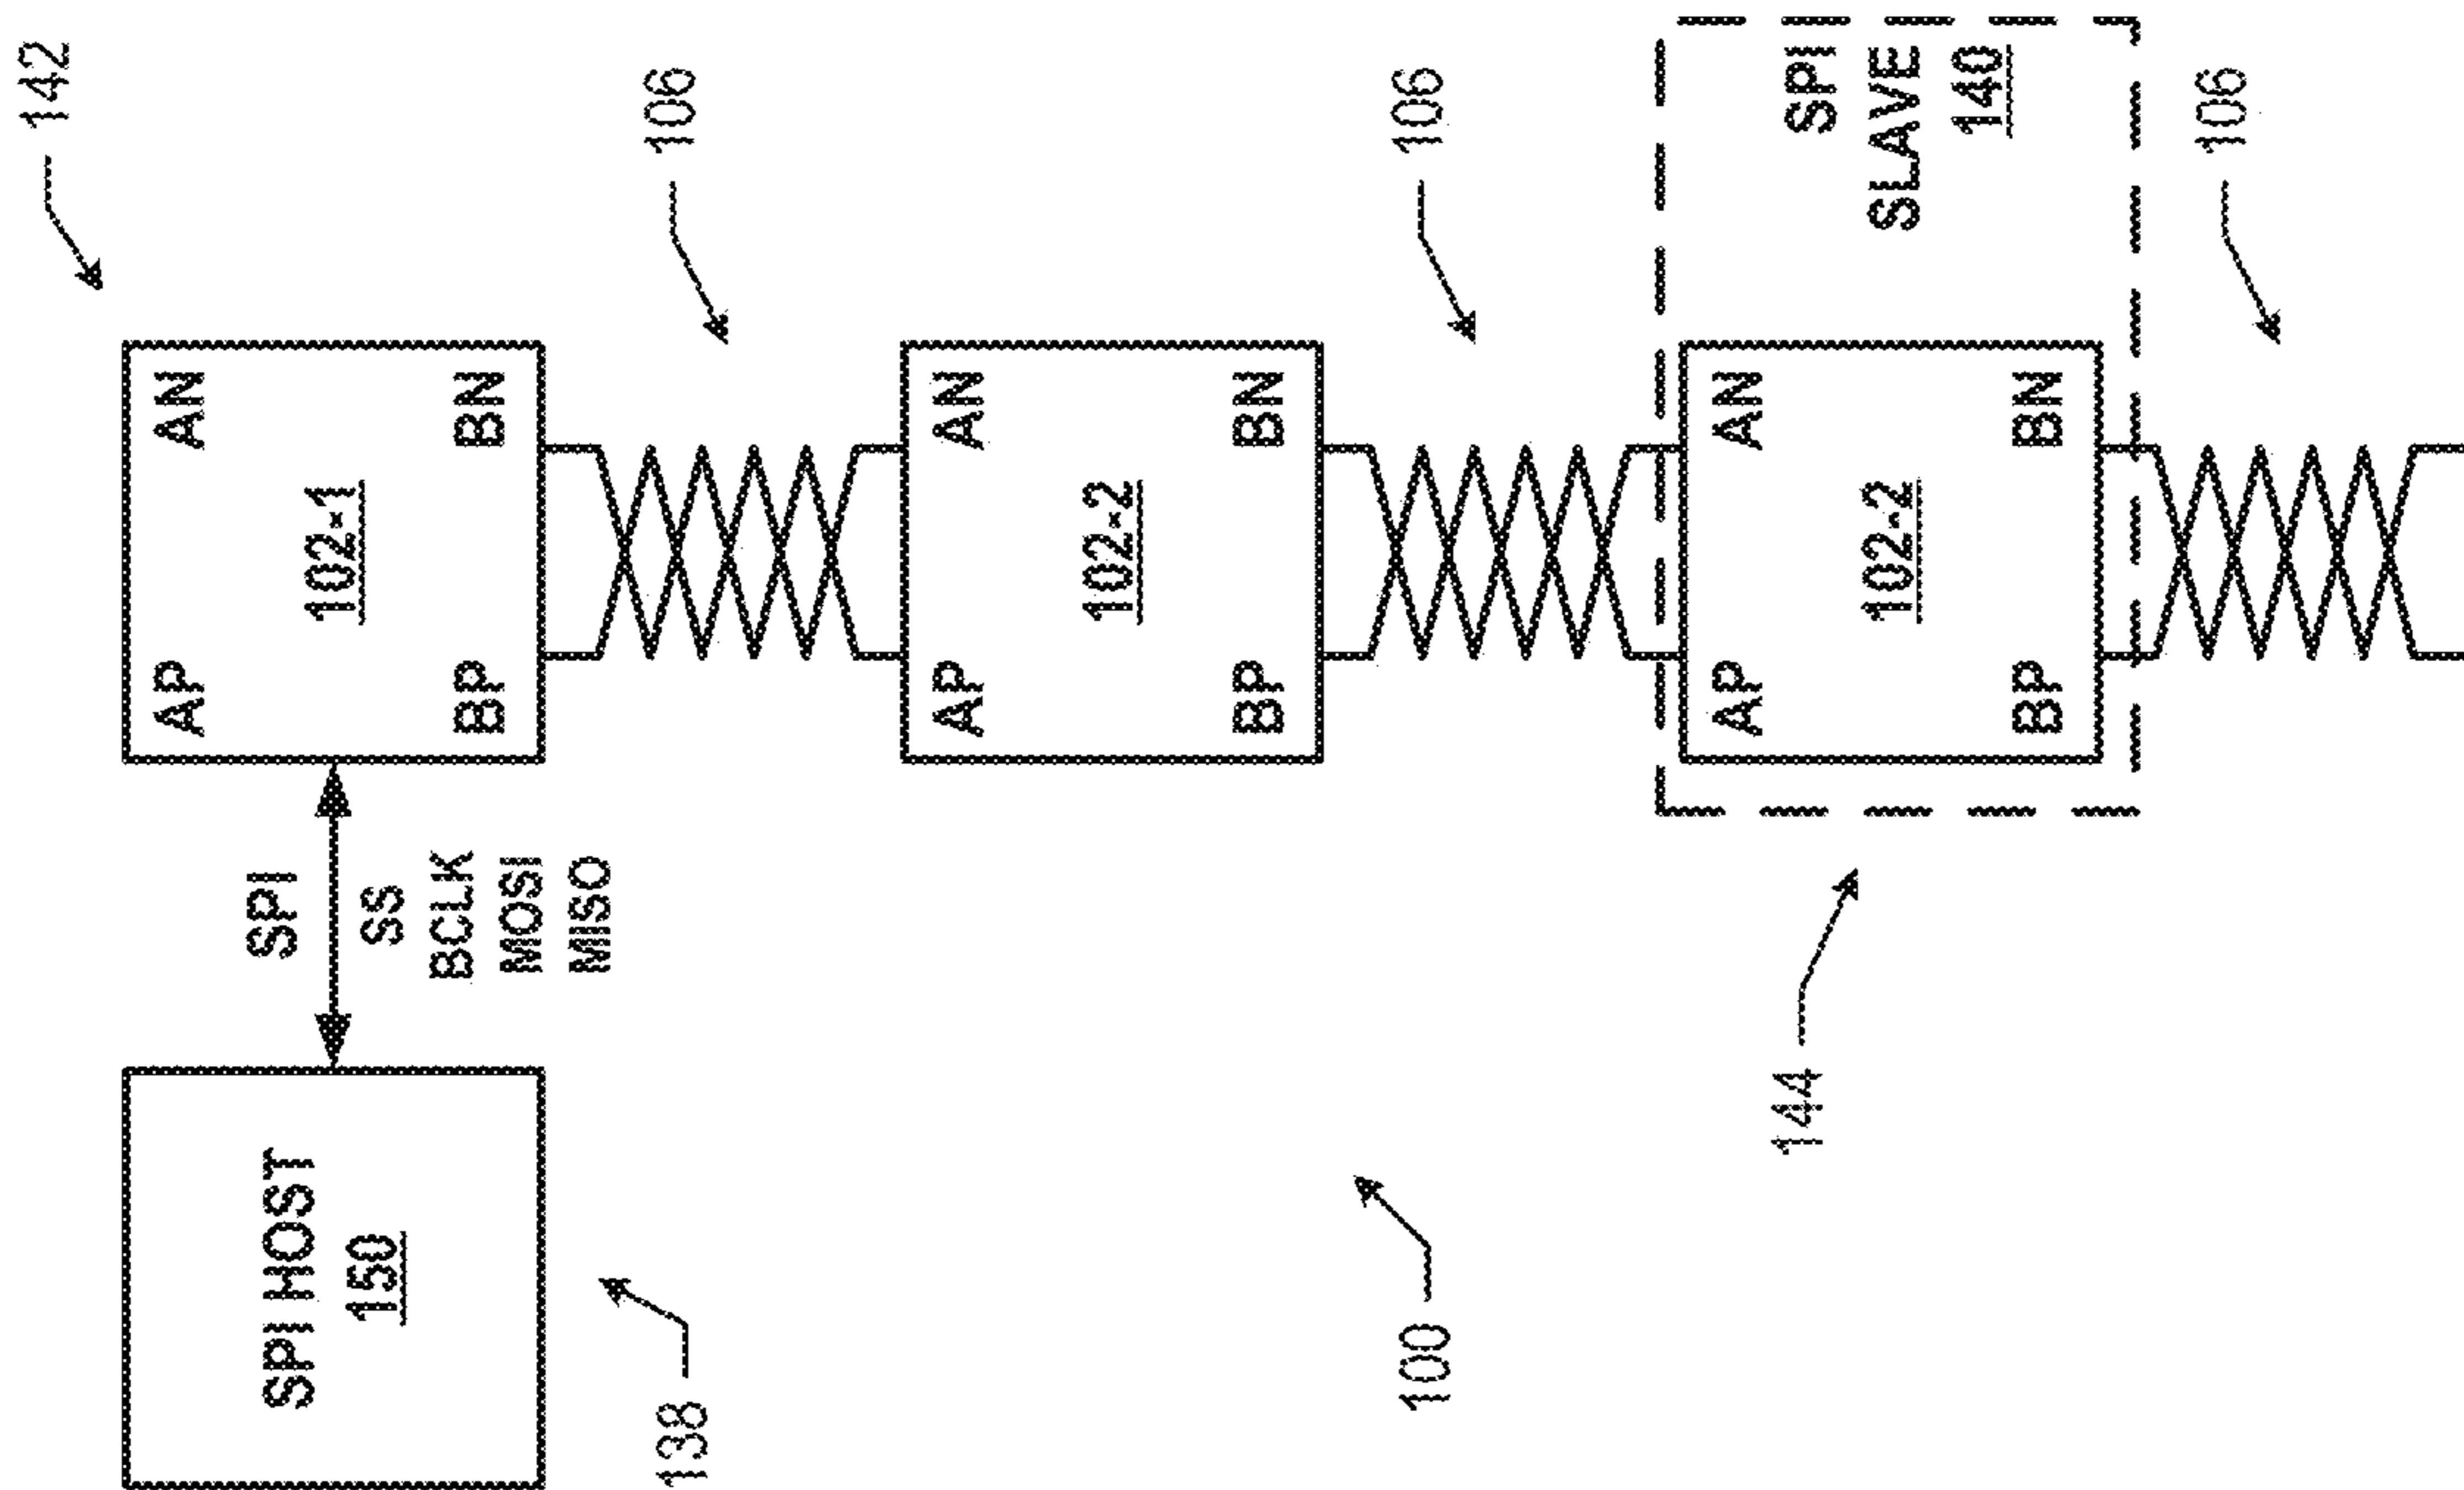 142
SPI HOST
150
138
SPI
SS
BCLK
MOSI
MISO
AP AN
102-1
BP BN
106
AP AN
102-2
BP BN
100
106
144
AP AN
102-2
BP BN
SPI
SLAVE
140
106